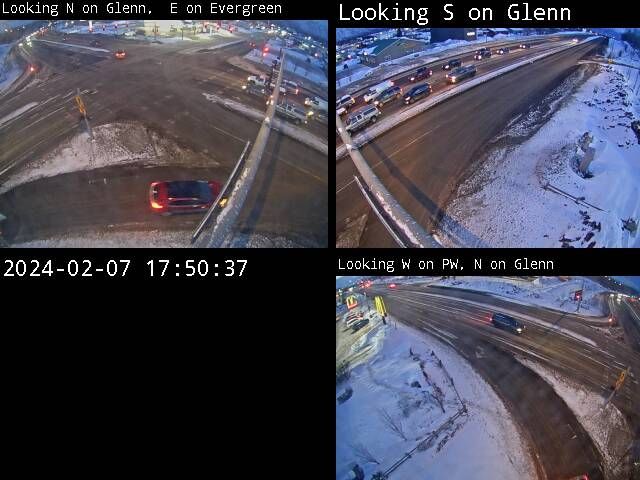 Looking N on Glenn,  E on Evergreen
Looking S on Glenn
2024-02-07 17:50:37
Looking W on PW, N on Glenn